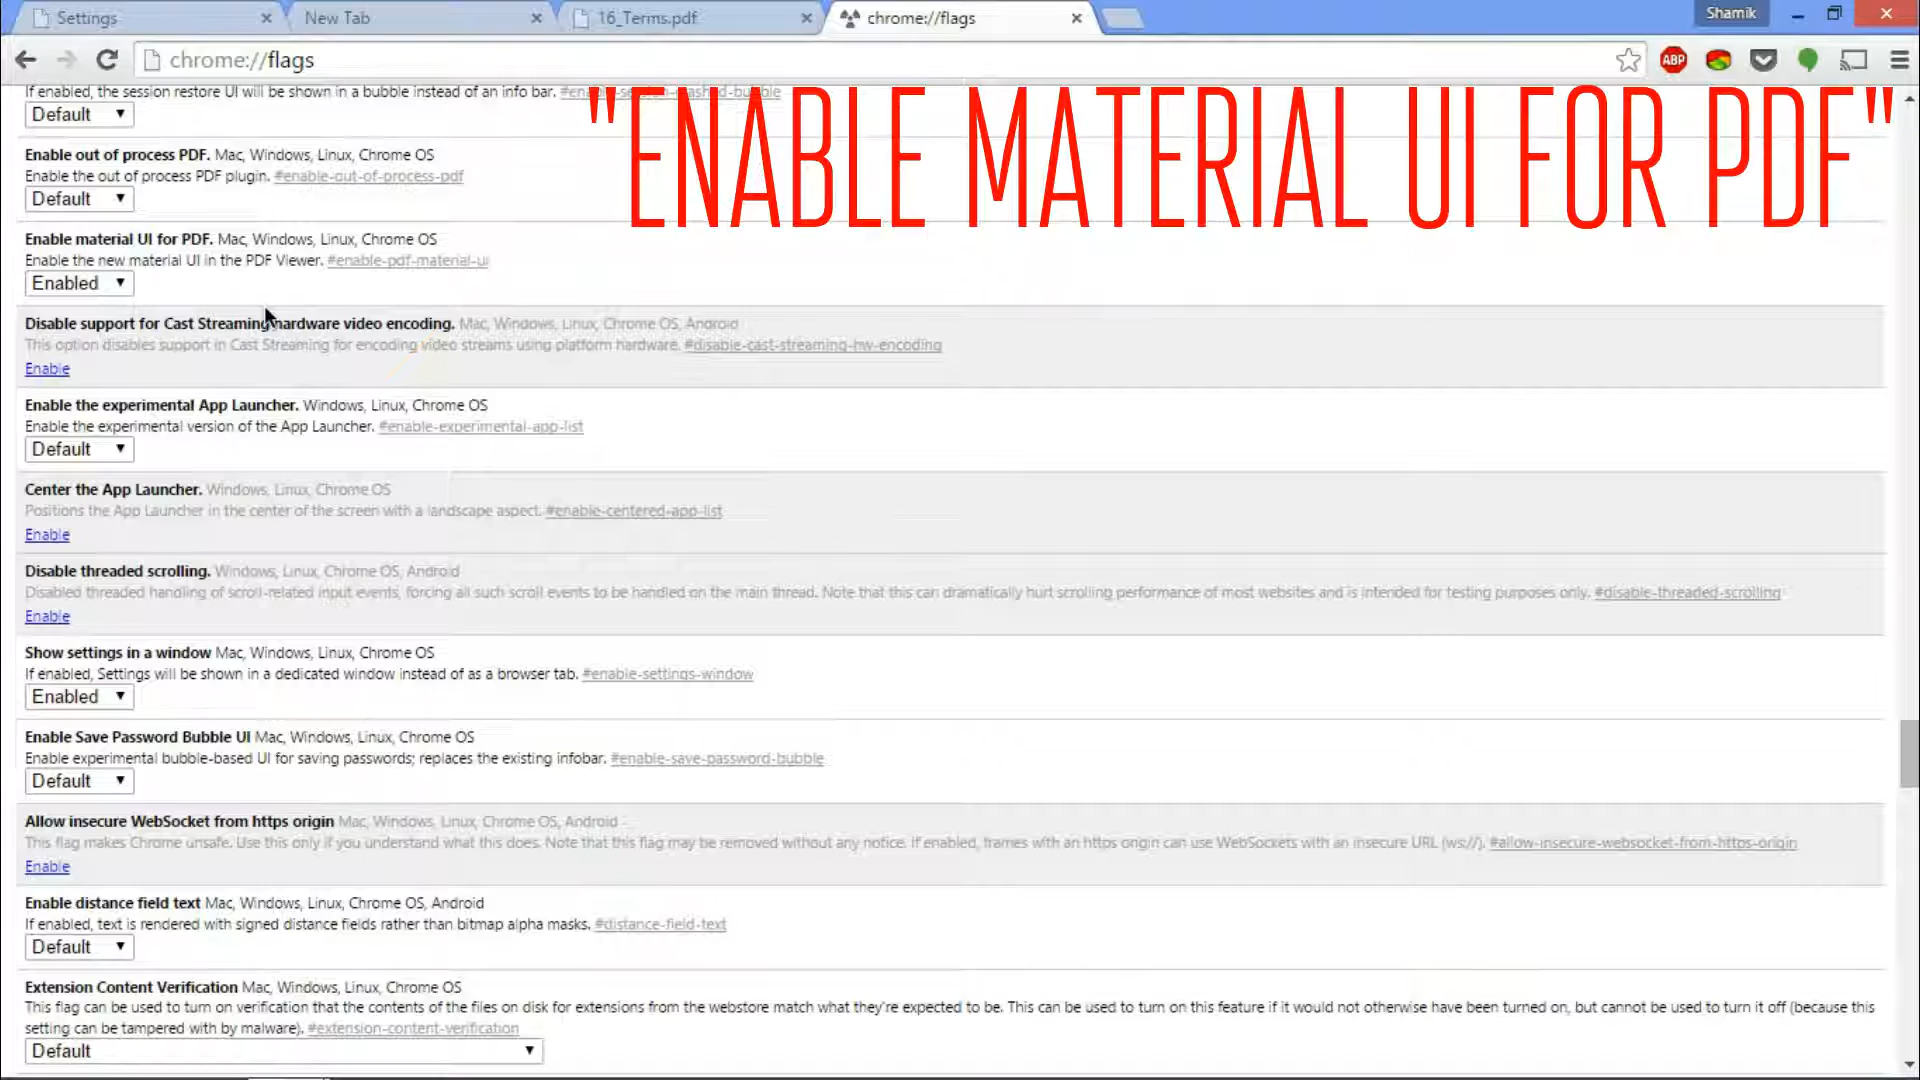 Settings
New Tab
16_Terms.pdf
chrome://flags
Shamik
chrome://flags
ABP
If enabled, the session restore UI will be shown in a bubble instead of an info bar.
Default
"ENABLE MATERIAL UI FOR PDF"
Enable out of process PDF. Mac, Windows, Linux, Chrome OS
Enable the out of process PDF plugin. #enable-out-of-process-pdf
Default
Enable material UI for PDF. Mac, Windows, Linux, Chrome OS
Enable the new material UI in the PDF Viewer. #enable-pdf-material-ui
Enabled
Disable support for Cast Streaming hardware video encoding. Mac, Windows, Linux, Chrome OS, Android
This option disables support in Cast Streaming for encoding video streams using platform hardware. #disable-cast-streaming-hw-encoding
Enable
Enable the experimental App Launcher. Windows, Linux, Chrome OS
Enable the experimental version of the App Launcher. #enable-experimental-app-list
Default
Center the App Launcher. Windows, Linux, Chrome OS
Positions the App Launcher in the center of the screen with a landscape aspect. #enable-centered-app-list
Enable
Disable threaded scrolling. Windows, Linux, Chrome OS, Android
Disabled threaded handling of scroll-related input events, forcing all such scroll events to be handled on the main thread. Note that this can dramatically hurt scrolling performance of most websites and is intended for testing purposes only. #disable-threaded-scrolling
Enable
Show settings in a window Mac, Windows, Linux, Chrome OS
If enabled, Settings will be shown in a dedicated window instead of as a browser tab. #enable-settings-window
Enabled
Enable Save Password Bubble UI Mac, Windows, Linux, Chrome OS
Enable experimental bubble-based UI for saving passwords; replaces the existing infobar. #enable-save-password-bubble
Default
Allow insecure WebSocket from https origin Mac, Windows, Linux, Chrome OS, Android
This flag makes Chrome unsafe. Use this only if you understand what this does. Note that this flag may be removed without any notice. If enabled, frames with an https origin can use WebSockets with an insecure URL (ws://). #allow-insecure-websocket-from-https-origin
Enable
Enable distance field text Mac, Windows, Linux, Chrome OS, Android
If enabled, text is rendered with signed distance fields rather than bitmap alpha masks. #distance-field-text
Default
Extension Content Verification Mac, Windows, Linux, Chrome OS
This flag can be used to turn on verification that the contents of the files on disk for extensions from the webstore match what they're expected to be. This can be used to turn on this feature if it would not otherwise have been turned on, but cannot be used to turn it off (because this
setting can be tampered with by malware). #extension-content-verification
Default